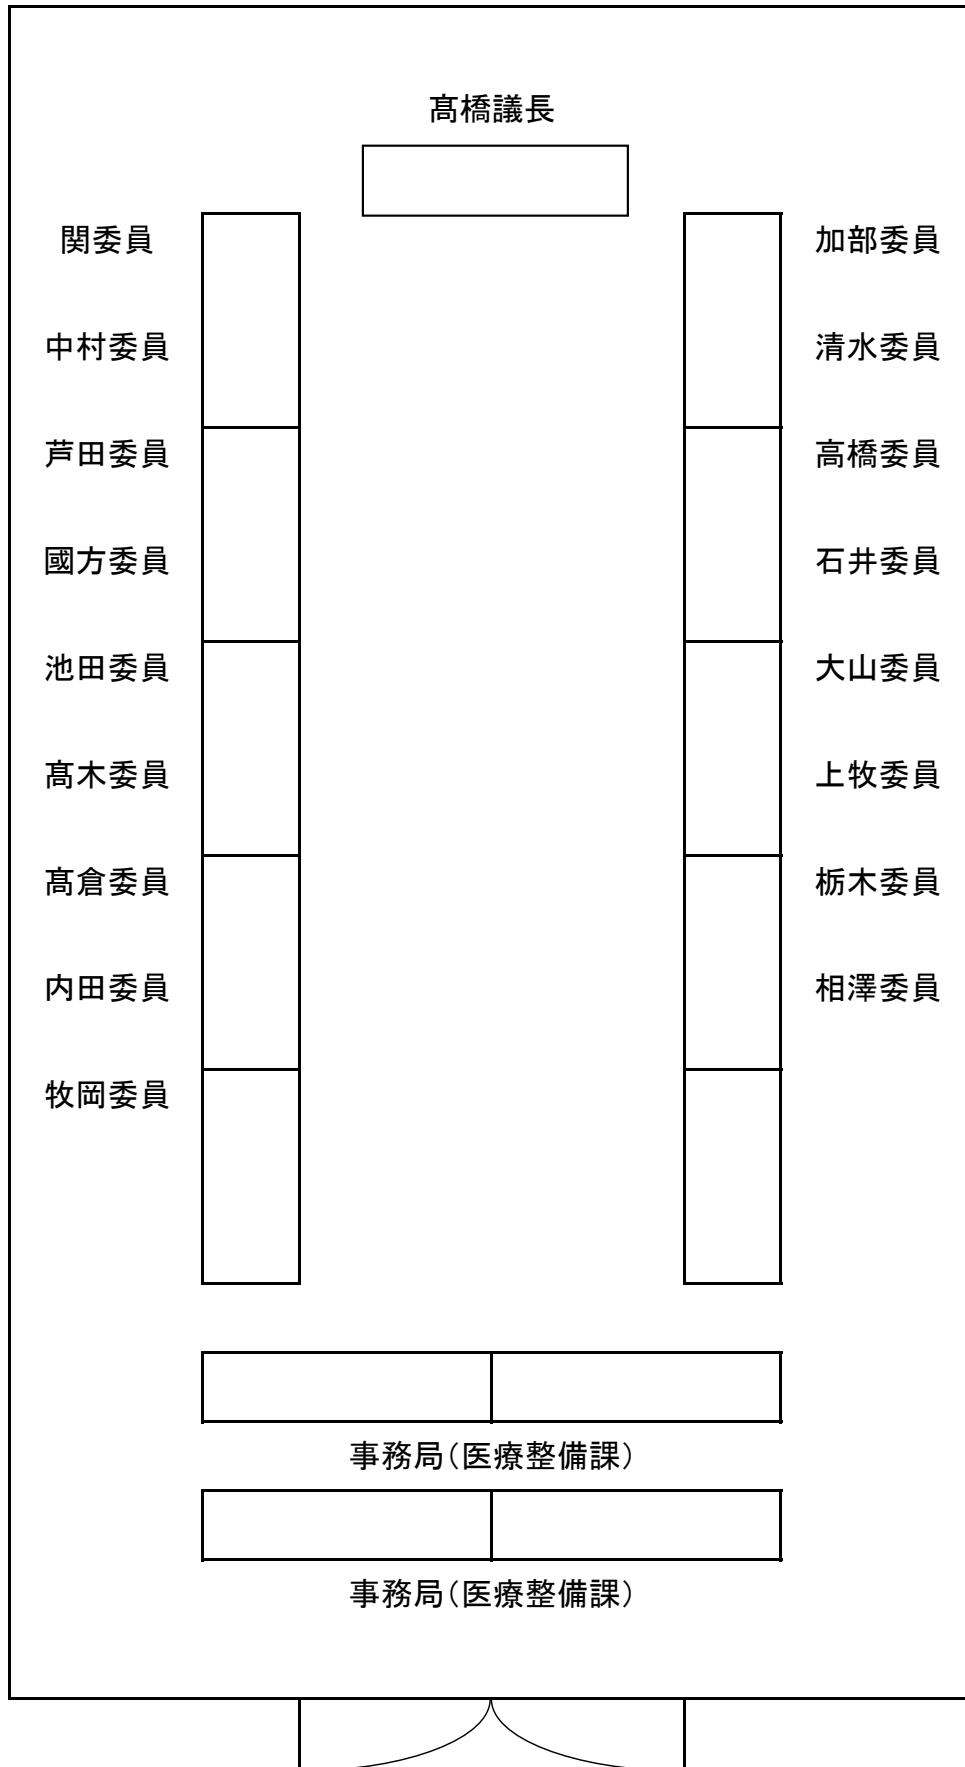 髙橋議長
関委員 加部委員
中村委員 清水委員
芦田委員 高橋委員
國方委員 石井委員
池田委員 大山委員
髙木委員 上牧委員
髙倉委員 栃木委員
内田委員 相澤委員
牧岡委員
事務局(医療整備課)
事務局(医療整備課)